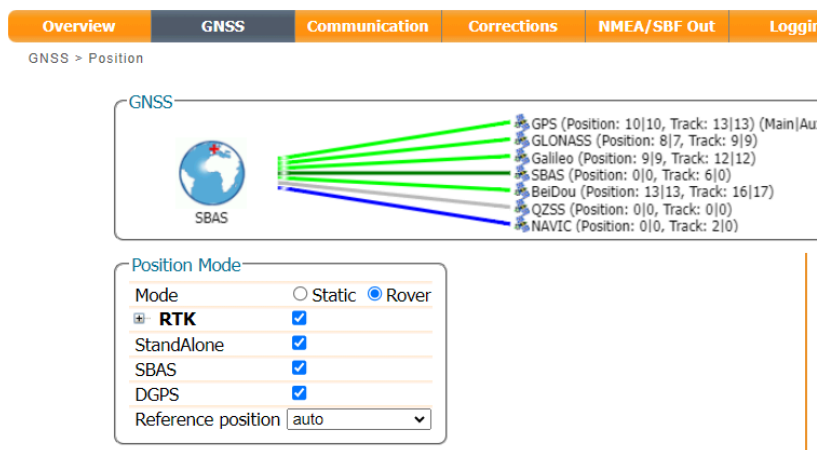 Overview GNSS Communication Corrections NMEA/SBF Out
GNSS > Position
GNSS
GPS (Position: 10|10, Track: 13|13) (Main|Au
GLONASS (Position: 8|7, Track: 9|9)
Galileo (Position: 9|9, Track: 12|12)
SBAS (Position: 0|0, Track: 6|0)
BeiDou (Position: 13|13, Track: 16|17)
QZSS (Position: 0|0, Track: 0|0)
NAVIC (Position: 0|0, Track: 2|0)
SBAS
Position Mode
Mode Static Rover
RTK
StandAlone
SBAS
DGPS
Reference position auto